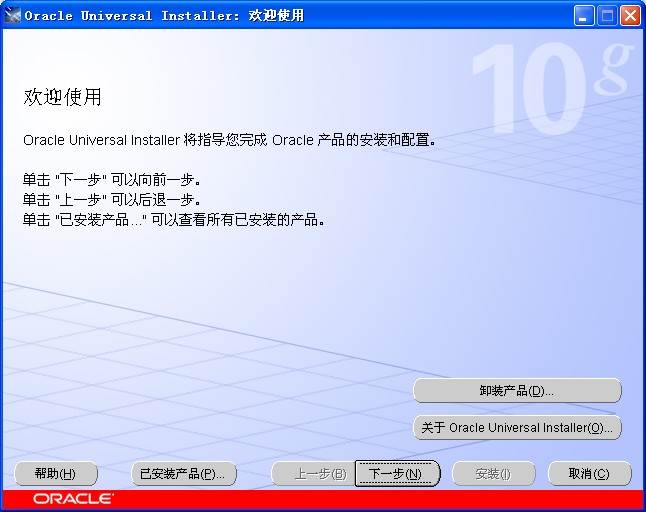 Oracle Universal Installer: 欢迎使用
10g
欢迎使用
Oracle Universal Installer 将指导您完成 Oracle 产品的安装和配置。
单击 "下一步" 可以向前一步。
单击 "上一步" 可以后退一步。
单击 "已安装产品..." 可以查看所有已安装的产品。
卸装产品(D)...
关于 Oracle Universal Installer(O)...
帮助(H) 已安装产品(P)... 上一步(B) 下一步(N) 安装(I) 取消(C)
ORACLE